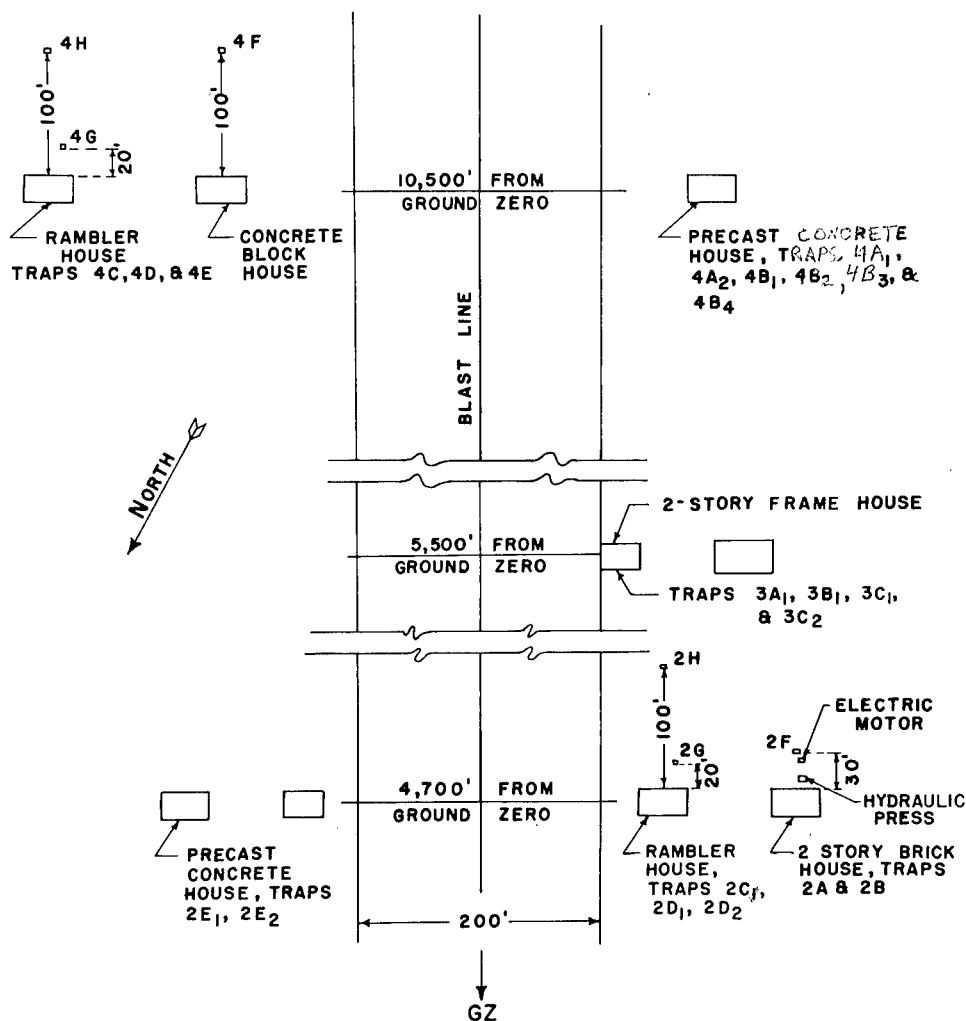 4H
4F
100'
100'
4G
20'
10,500' FROM
GROUND ZERO
RAMBLER
HOUSE
TRAPS 4C, 4D, & 4E
CONCRETE
BLOCK
HOUSE
PRECAST CONCRETE
HOUSE, TRAPS 4A₁,
4A₂, 4B₁, 4B₂, 4B₃, &
4B₄
BLAST LINE
NORTH
2-STORY FRAME HOUSE
5,500' FROM
GROUND ZERO
TRAPS 3A₁, 3B₁, 3C₁,
& 3C₂
2H
100'
ELECTRIC
MOTOR
2F
2G
20'
30'
4,700' FROM
GROUND ZERO
HYDRAULIC
PRESS
PRECAST
CONCRETE
HOUSE, TRAPS
2E₁, 2E₂
RAMBLER
HOUSE,
TRAPS 2C₁,
2D₁, 2D₂
2 STORY BRICK
HOUSE, TRAPS
2A & 2B
200'
GZ